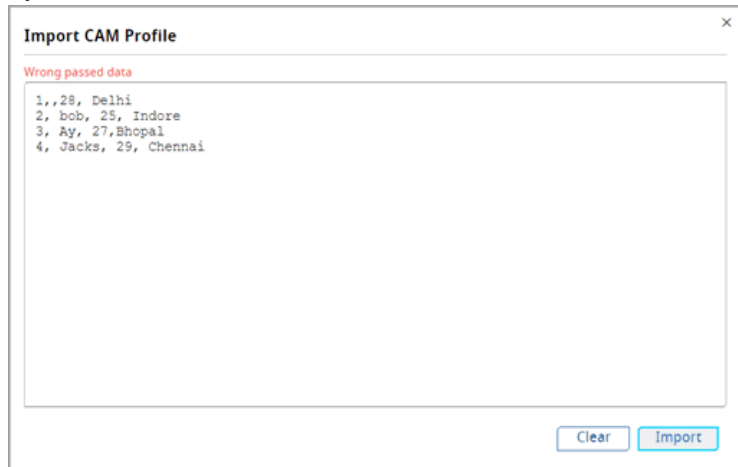 ×
Import CAM Profile
Wrong passed data
1,,28, Delhi
2, bob, 25, Indore
3, Ay, 27,Bhopal
4, Jacks, 29, Chennai
Clear Import